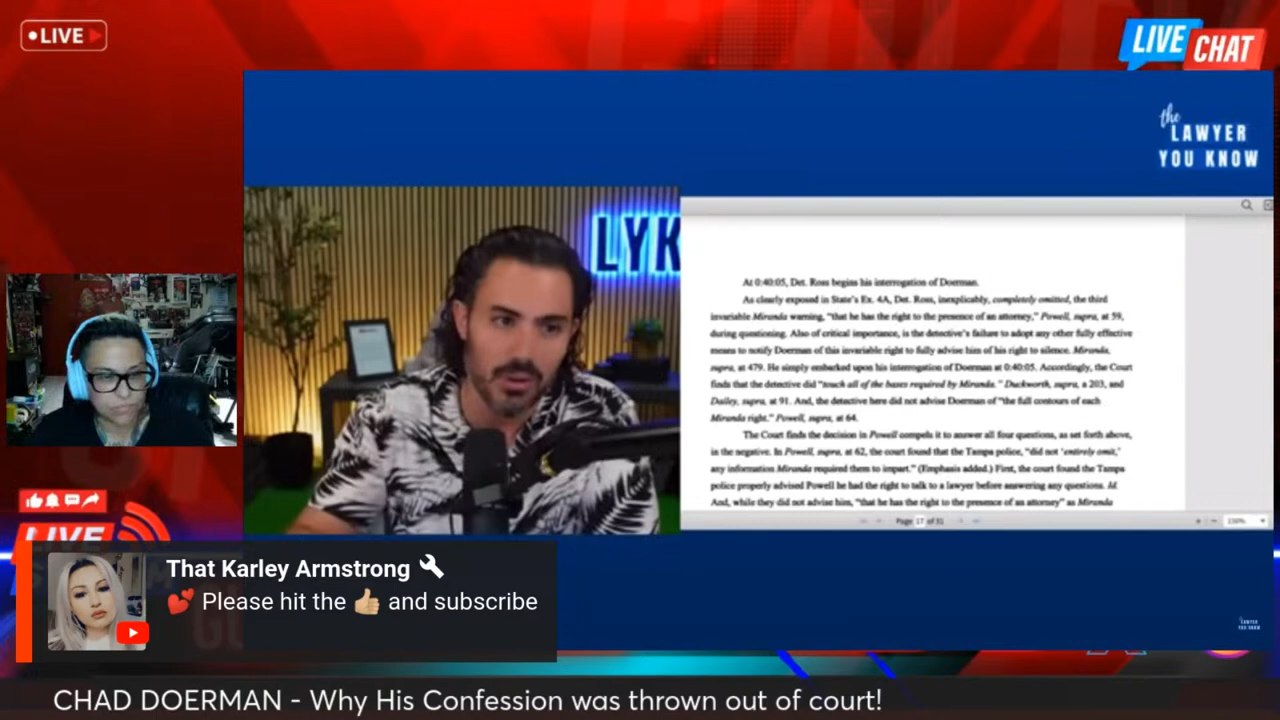 •LIVE
LIVE
CHAT
the
LAWYER
YOU KNOW
LYK
At 0:40:05, Det. Ross begins his interrogation of Doerman.
As clearly exposed in State's Ex. 4A, Det. Ross, inexplicably, completely omitted, the third
invariable Miranda warning, "that he has the right to the presence of an attorney," Powell, supra, at 59,
during questioning. Also of critical importance, is the detective's failure to adopt any other fully effective
means to notify Doerman of this invariable right to fully advise him of his right to silence. Miranda,
supra, at 479. He simply embarked upon his interrogation of Doerman at 0:40:05. Accordingly, the Court
finds that the detective did "touch all of the bases required by Miranda." Duckworth, supra, a 203, and
Dailey, supra, at 91. And, the detective here did not advise Doerman of "the full contours of each
Miranda right." Powell, supra, at 64.
The Court finds the decision in Powell compels it to answer all four questions, as set forth above,
in the negative. In Powell, supra, at 62, the court found that the Tampa police, "did not 'entirely omit,'
any information Miranda required them to impart." (Emphasis added.) First, the court found the Tampa
police properly advised Powell he had the right to talk to a lawyer before answering any questions. Id.
And, while they did not advise him, "that he has the right to the presence of an attorney" as Miranda
Page 17 of 31
150%
LIVE
That Karley Armstrong
💕 Please hit the 👍🏼 and subscribe
LAWYER
YOU KNOW
CHAD DOERMAN - Why His Confession was thrown out of court!